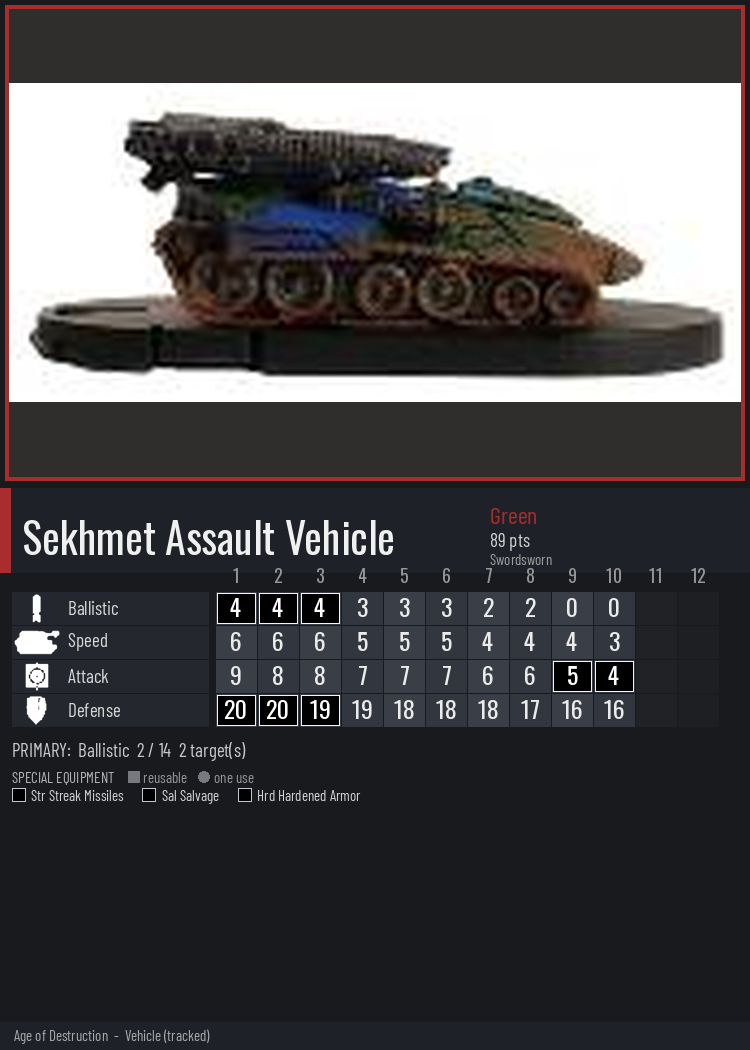 Sekhmet Assault Vehicle
Green
89 pts
Swordsworn
1 2 3 4 5 6 7 8 9 10 11 12
Ballistic 4 4 4 3 3 3 2 2 0 0
Speed 6 6 6 5 5 5 4 4 4 3
Attack 9 8 8 7 7 7 6 6 5 4
Defense 20 20 19 19 18 18 18 17 16 16
PRIMARY: Ballistic 2 / 14 2 target(s)
SPECIAL EQUIPMENT reusable one use
Str Streak Missiles Sal Salvage Hrd Hardened Armor
Age of Destruction - Vehicle (tracked)